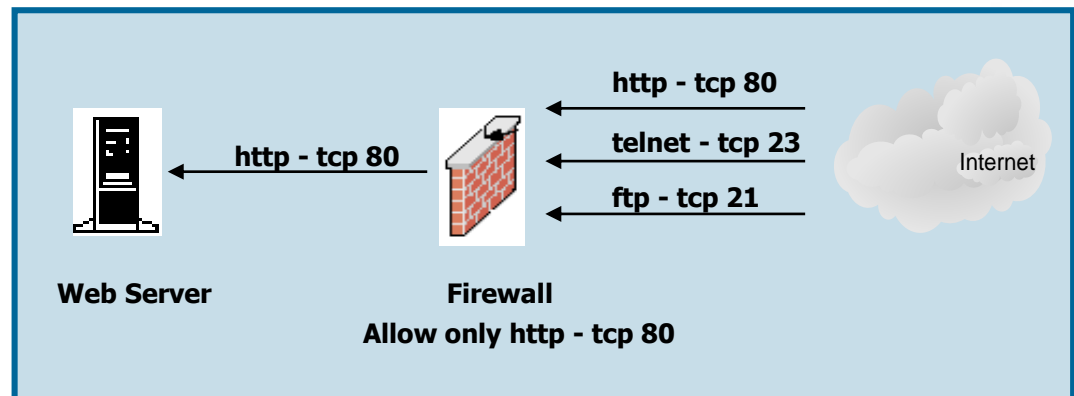 http - tcp 80
telnet - tcp 23
ftp - tcp 21
http - tcp 80
Internet
Web Server
Firewall
Allow only http - tcp 80